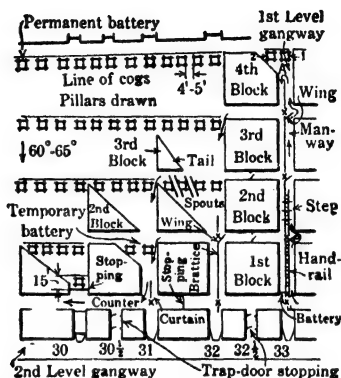 Permanent battery
1st Level
gangway
Line of cogs
Pillars drawn
4'-5'
4th
Block
Wing
60°-65°
3rd
Block
Tail
3rd
Block
Man-
way
Spouts
2nd
Block
Wing
2nd
Block
Step
Temporary
battery
Stop-
ping
15
Stop-
ping
Brattice
1st
Block
Hand-
rail
Counter
Curtain
Battery
30
30½
31
32
32½
33
2nd Level gangway
Trap-door stopping